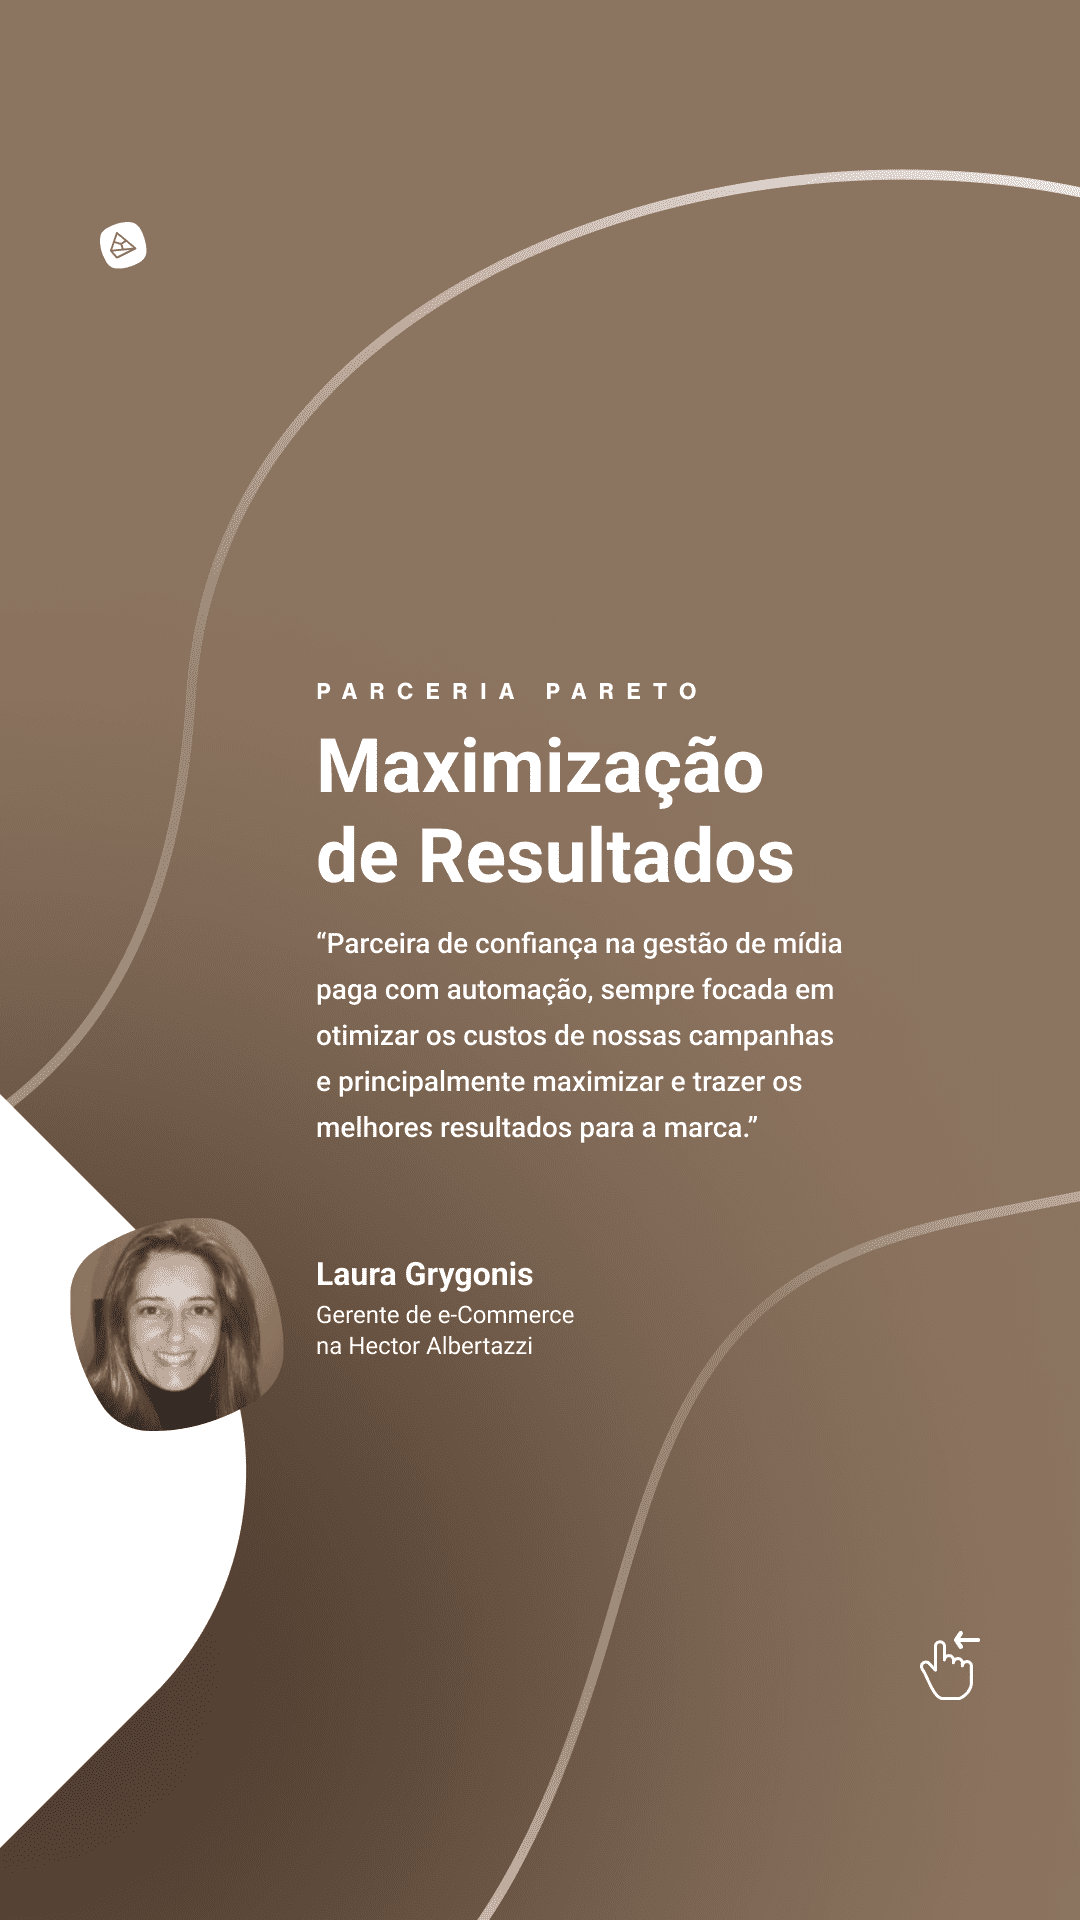 PARCERIA PARETO
Maximização
de Resultados
“Parceira de confiança na gestão de mídia
paga com automação, sempre focada em
otimizar os custos de nossas campanhas
e principalmente maximizar e trazer os
melhores resultados para a marca.”
Laura Grygonis
Gerente de e-Commerce
na Hector Albertazzi